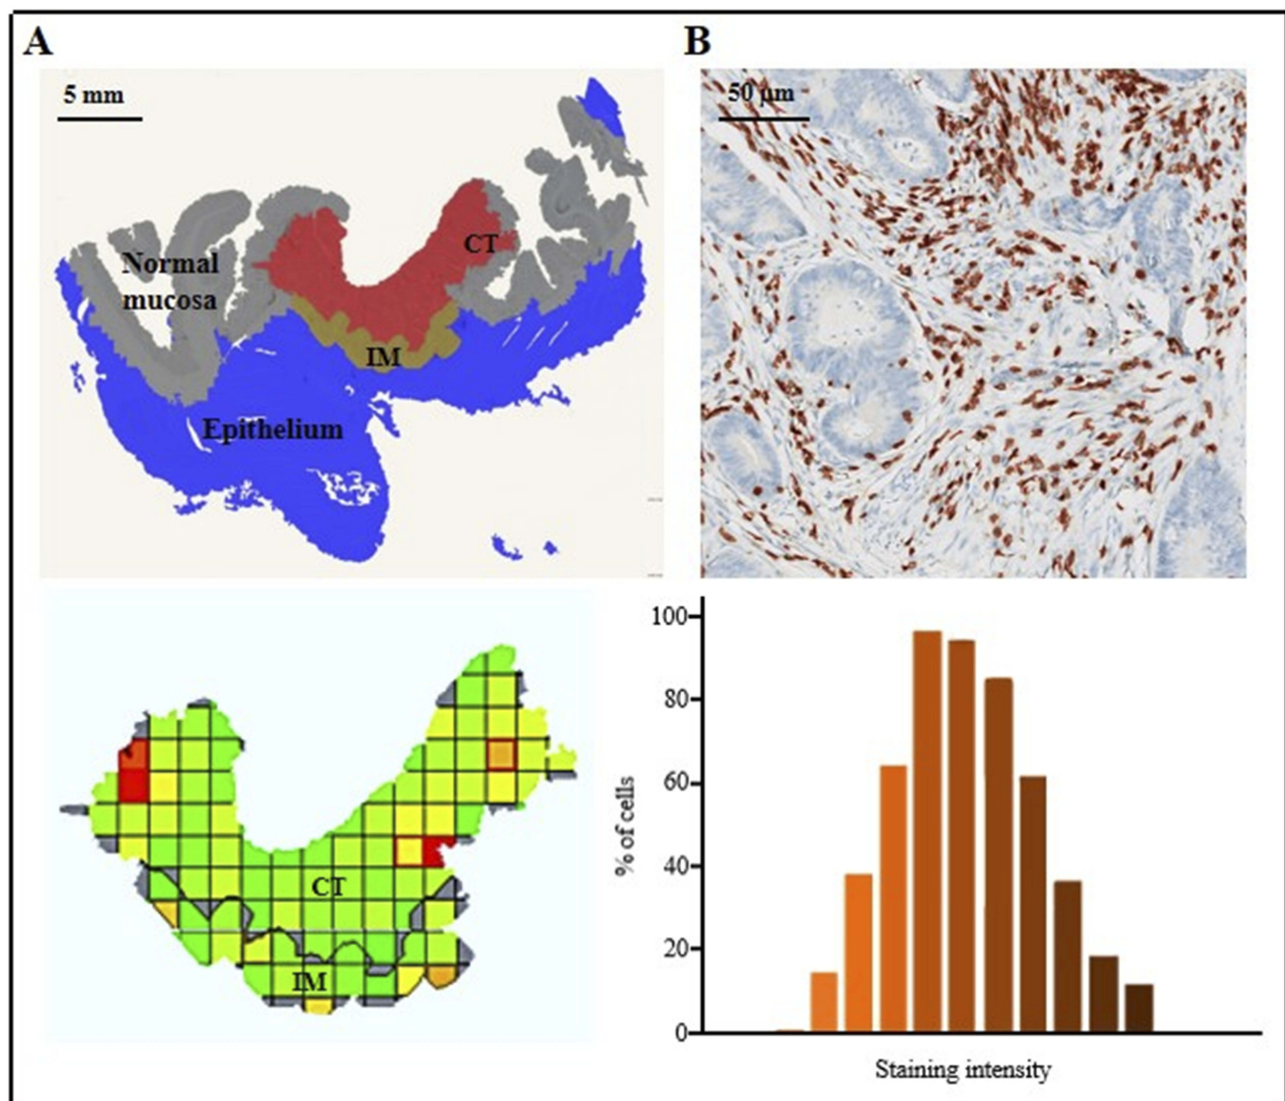 A
B
5 mm
50 µm
CT
Normal
mucosa
IM
Epithelium
CT
IM
100
80
60
40
20
0
% of cells
Staining intensity